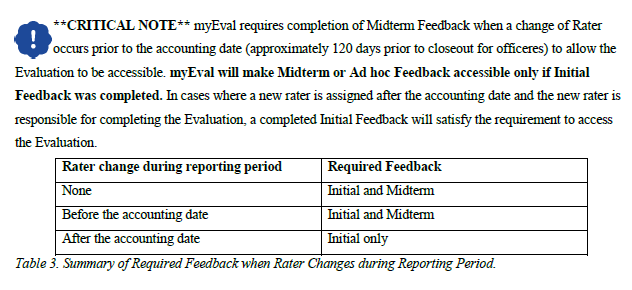 **CRITICAL NOTE** myEval requires completion of Midterm Feedback when a change of Rater
occurs prior to the accounting date (approximately 120 days prior to closeout for officeres) to allow the
Evaluation to be accessible. myEval will make Midterm or Ad hoc Feedback accessible only if Initial
Feedback was completed. In cases where a new rater is assigned after the accounting date and the new rater is
responsible for completing the Evaluation, a completed Initial Feedback will satisfy the requirement to access
the Evaluation.
Rater change during reporting period Required Feedback
None Initial and Midterm
Before the accounting date Initial and Midterm
After the accounting date Initial only
Table 3. Summary of Required Feedback when Rater Changes during Reporting Period.